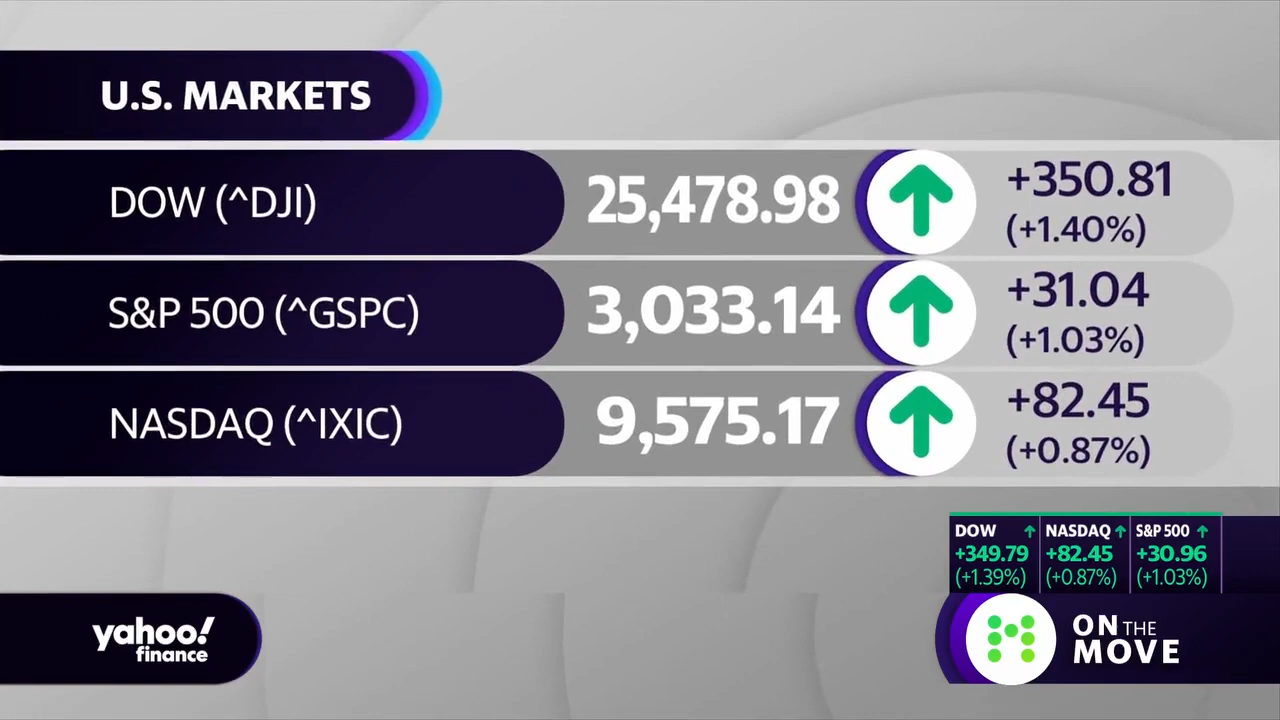 U.S. MARKETS
DOW (^DJI) 25,478.98 +350.81
(+1.40%)
S&P 500 (^GSPC) 3,033.14 +31.04
(+1.03%)
NASDAQ (^IXIC) 9,575.17 +82.45
(+0.87%)
DOW NASDAQ S&P 500
+349.79 +82.45 +30.96
(+1.39%) (+0.87%) (+1.03%)
yahoo!
finance
ON THE
MOVE